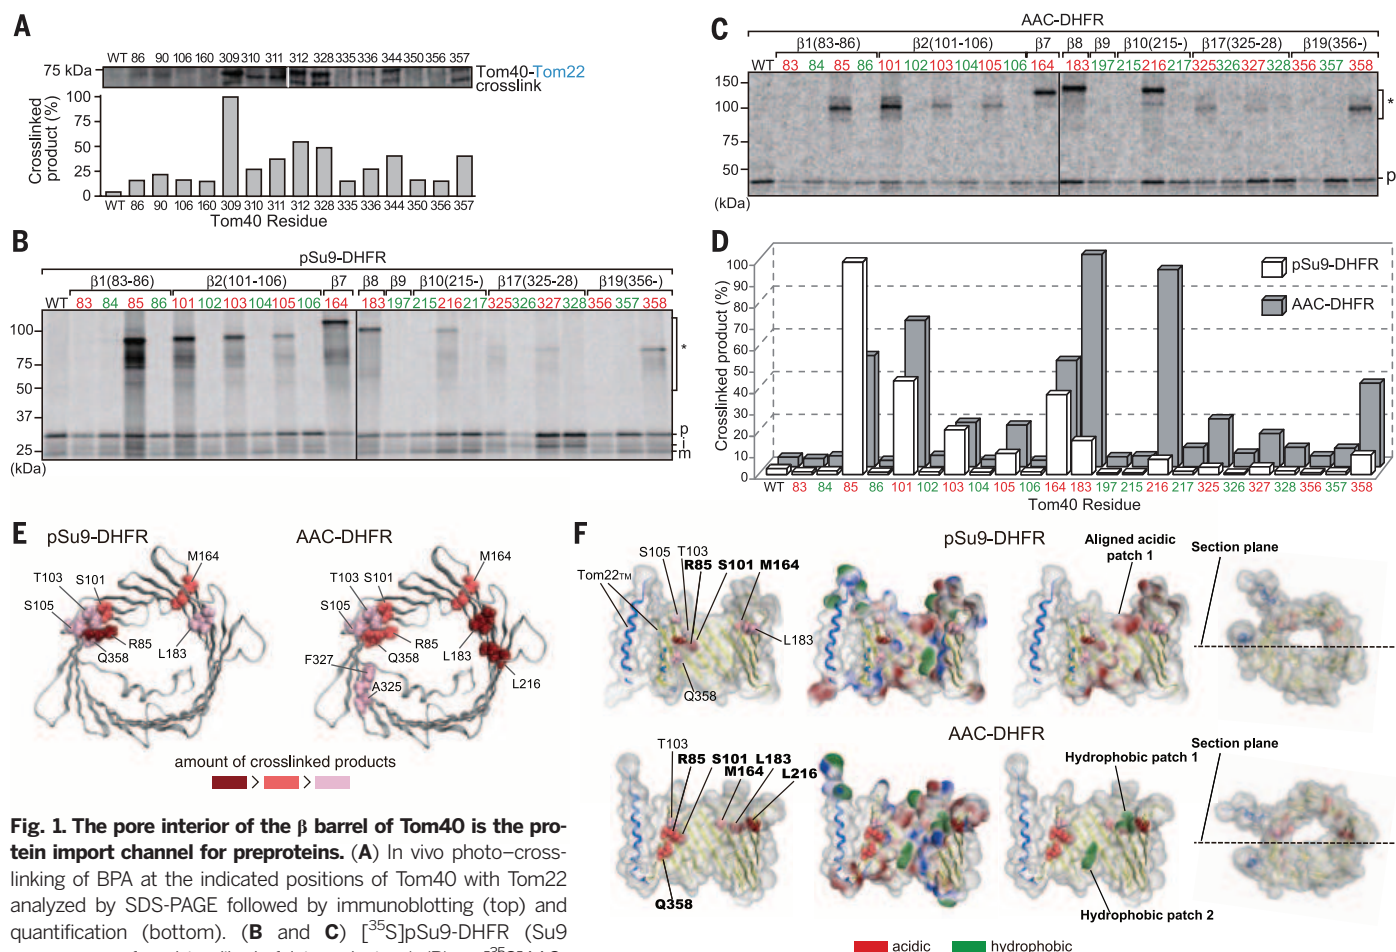 A
WT 86 90 106 160 309 310 311 312 328 335 336 344 350 356 357
75 kDa
Tom40-Tom22
crosslink
Crosslinked
product (%)
100
75
50
25
0
WT 86 90 106 160 309 310 311 312 328 335 336 344 350 356 357
Tom40 Residue
B
pSu9-DHFR
β1(83-86) β2(101-106) β7 β8 β9 β10(215-) β17(325-28) β19(356-)
WT 83 84 85 86 101 102 103 104 105 106 164 183 197 215 216 217 325 326 327 328 356 357 358
100
75
50
37
25
(kDa)
*
p
i
m
C
AAC-DHFR
β1(83-86) β2(101-106) β7 β8 β9 β10(215-) β17(325-28) β19(356-)
WT 83 84 85 86 101 102 103 104 105 106 164 183 197 215 216 217 325 326 327 328 356 357 358
150
100
75
50
(kDa)
*
p
D
Crosslinked product (%)
100
90
80
70
60
50
40
30
20
10
0
pSu9-DHFR
AAC-DHFR
WT 83 84 85 86 101 102 103 104 105 106 164 183 197 215 216 217 325 326 327 328 356 357 358
Tom40 Residue
E
pSu9-DHFR
M164
T103 S101
S105
R85
L183
Q358
AAC-DHFR
M164
T103 S101
S105
R85
L183
Q358
F327
A325
L216
amount of crosslinked products
> >
F
pSu9-DHFR
S105 T103
R85 S101 M164
Tom22TM
L183
Q358
Aligned acidic
patch 1
Section plane
AAC-DHFR
T103
R85 S101 L183
M164 L216
Q358
Hydrophobic patch 1
Hydrophobic patch 2
Section plane
acidic hydrophobic
Fig. 1. The pore interior of the β barrel of Tom40 is the pro-
tein import channel for preproteins. (A) In vivo photo–cross-
linking of BPA at the indicated positions of Tom40 with Tom22
analyzed by SDS-PAGE followed by immunoblotting (top) and
quantification (bottom). (B and C) [35S]pSu9-DHFR (Su9